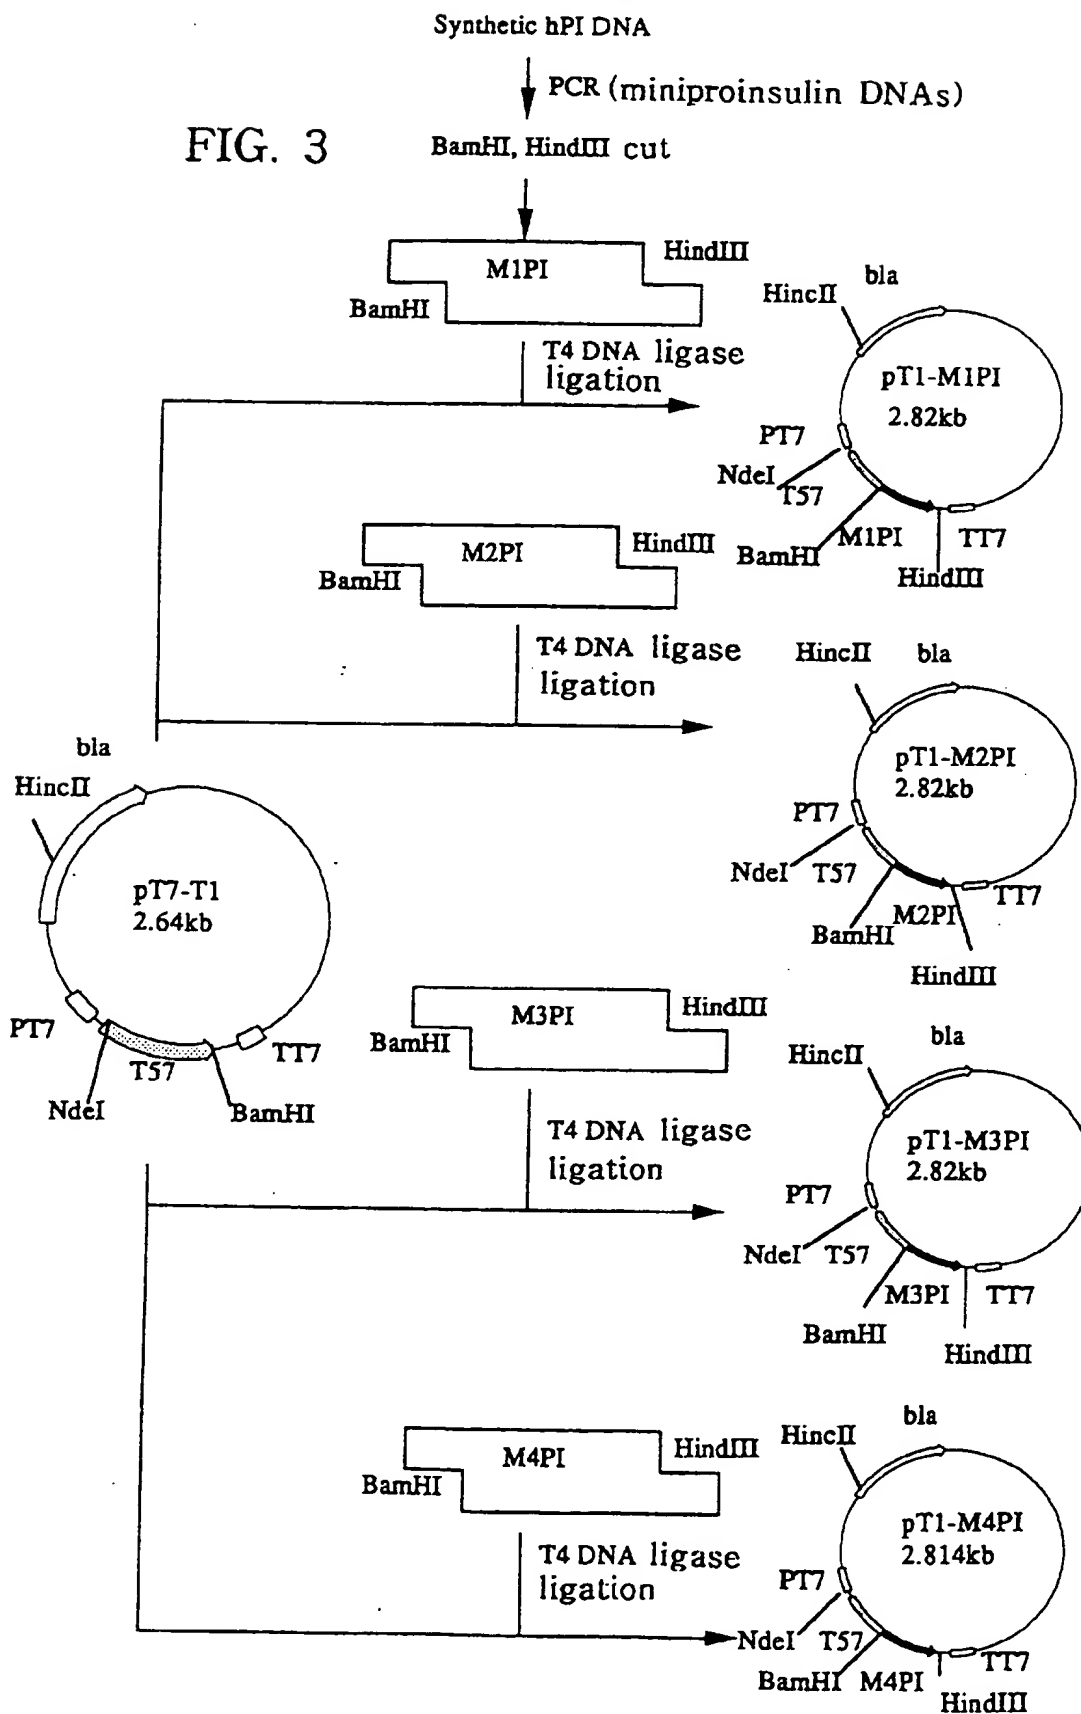 Synthetic hPI DNA
PCR (miniproinsulin DNAs)
FIG. 3
BamHI, HindIII cut
M1PI
HindIII
BamHI
T4 DNA ligase
ligation
HincII
bla
pT1-M1PI
2.82kb
PT7
NdeI
T57
BamHI
M1PI
TT7
HindIII
M2PI
HindIII
BamHI
T4 DNA ligase
ligation
HincII
bla
pT1-M2PI
2.82kb
PT7
NdeI
T57
BamHI
M2PI
TT7
HindIII
bla
HincII
pT7-T1
2.64kb
PT7
T57
TT7
NdeI
BamHI
M3PI
HindIII
BamHI
T4 DNA ligase
ligation
HincII
bla
pT1-M3PI
2.82kb
PT7
NdeI
T57
M3PI
TT7
BamHI
HindIII
M4PI
HindIII
BamHI
T4 DNA ligase
ligation
HincII
bla
pT1-M4PI
2.814kb
PT7
NdeI
T57
TT7
BamHI
M4PI
HindIII